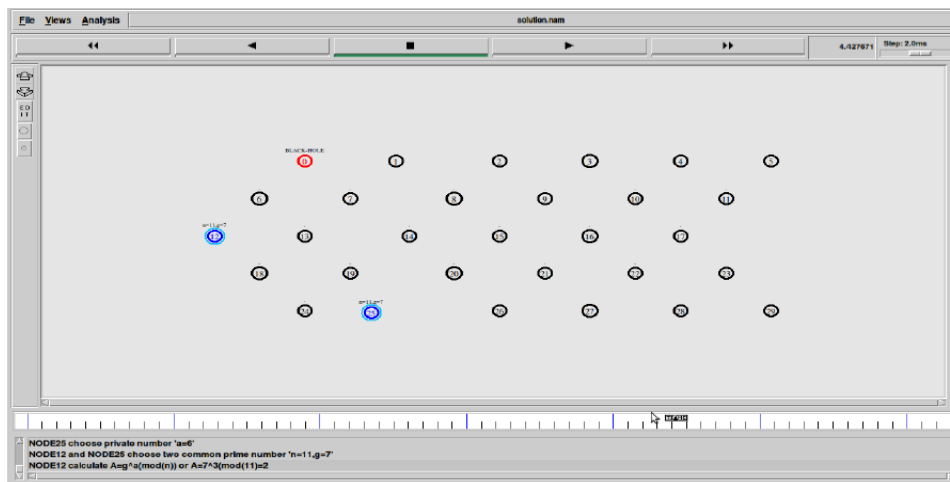 File Views Analysis solution.nam
4.427671 Step: 2.0ms
ED
IT
BLACK-HOLE
0 1 2 3 4 5
6 7 8 9 10 11
n=11,g=7
12 13 14 15 16 17
18 19 20 21 22 23
n=11,g=7
24 25 26 27 28 29
NODE25 choose private number 'a=6'
NODE12 and NODE25 choose two common prime number 'n=11,g=7'
NODE12 calculate A=g^a(mod(n)) or A=7^3(mod(11)=2